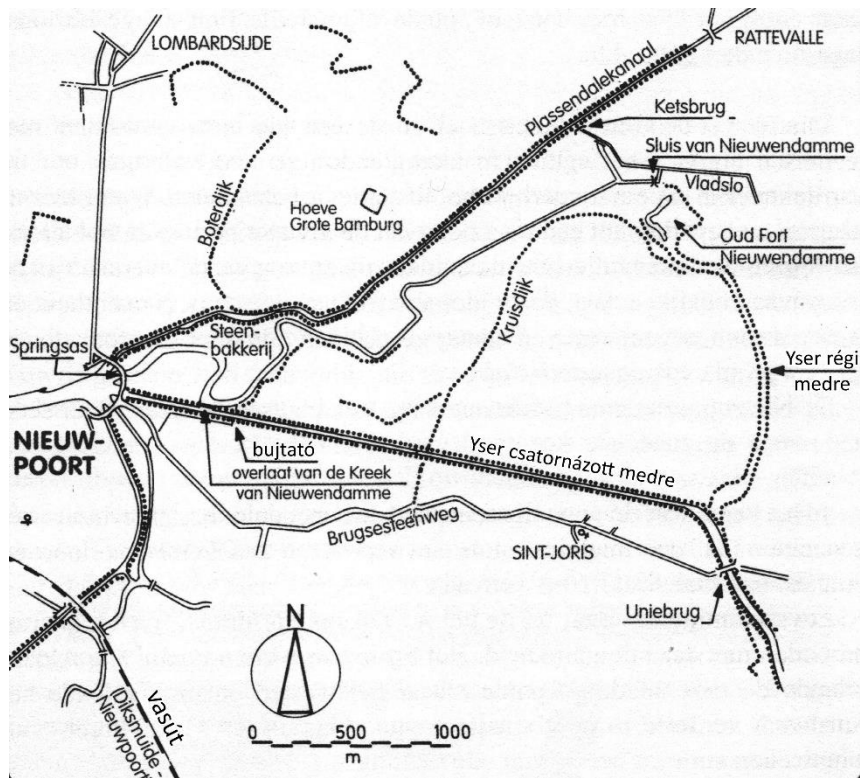 LOMBARDSIJDE
RATTEVALLE
Plassendalekanaal
Ketsbrug
Sluis van Nieuwendamme
Vladslo
Bamburg
Hoeve
Grote Bamburg
Oud Fort
Nieuwendamme
Kuisdijk
Springsas
Steen-
bakkerij
Yser régi
medre
NIEUW-
POORT
bujtató
overlaat van de Kreek
van Nieuwendamme
Yser csatornázott medre
Brugsesteenweg
SINT-JORIS
Uniebrug
N
0
500
1000
m
Diksmuide -
Nieuwpoort
vasút